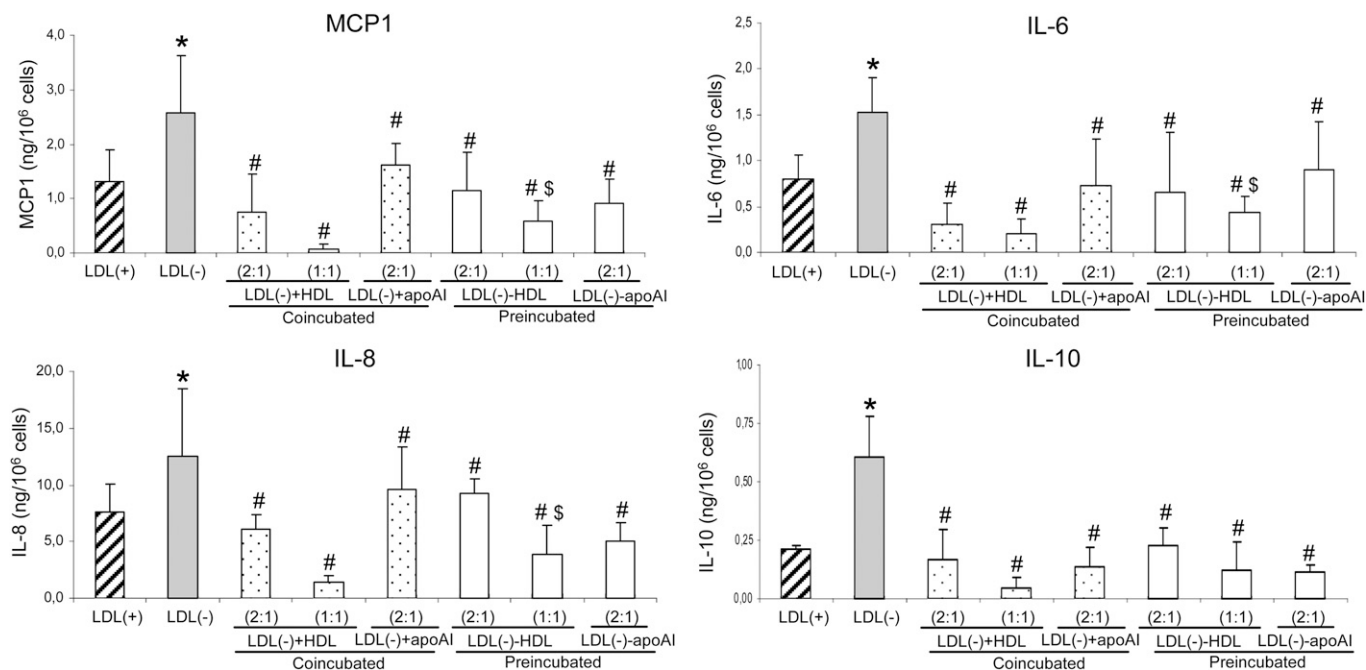 MCP1
MCP1 (ng/10⁶ cells)
4,0
3,0
2,0
1,0
0,0
*
#
#
#
#
# $
#
LDL(+) LDL(-) (2:1) (1:1) (2:1) (2:1) (1:1) (2:1)
LDL(-)+HDL LDL(-)+apoAI LDL(-)-HDL LDL(-)-apoAI
Coincubated Preincubated
IL-6
IL-6 (ng/10⁶ cells)
2,5
2,0
1,5
1,0
0,5
0,0
*
#
#
#
#
# $
#
LDL(+) LDL(-) (2:1) (1:1) (2:1) (2:1) (1:1) (2:1)
LDL(-)+HDL LDL(-)+apoAI LDL(-)-HDL LDL(-)-apoAI
Coincubated Preincubated
IL-8
IL-8 (ng/10⁶ cells)
20,0
15,0
10,0
5,0
0,0
*
#
#
#
#
# $
#
LDL(+) LDL(-) (2:1) (1:1) (2:1) (2:1) (1:1) (2:1)
LDL(-)+HDL LDL(-)+apoAI LDL(-)-HDL LDL(-)-apoAI
Coincubated Preincubated
IL-10
IL-10 (ng/10⁶ cells)
1,00
0,75
0,50
0,25
0,00
*
#
#
#
#
#
#
LDL(+) LDL(-) (2:1) (1:1) (2:1) (2:1) (1:1) (2:1)
LDL(-)+HDL LDL(-)+apoAI LDL(-)-HDL LDL(-)-apoAI
Coincubated Preincubated